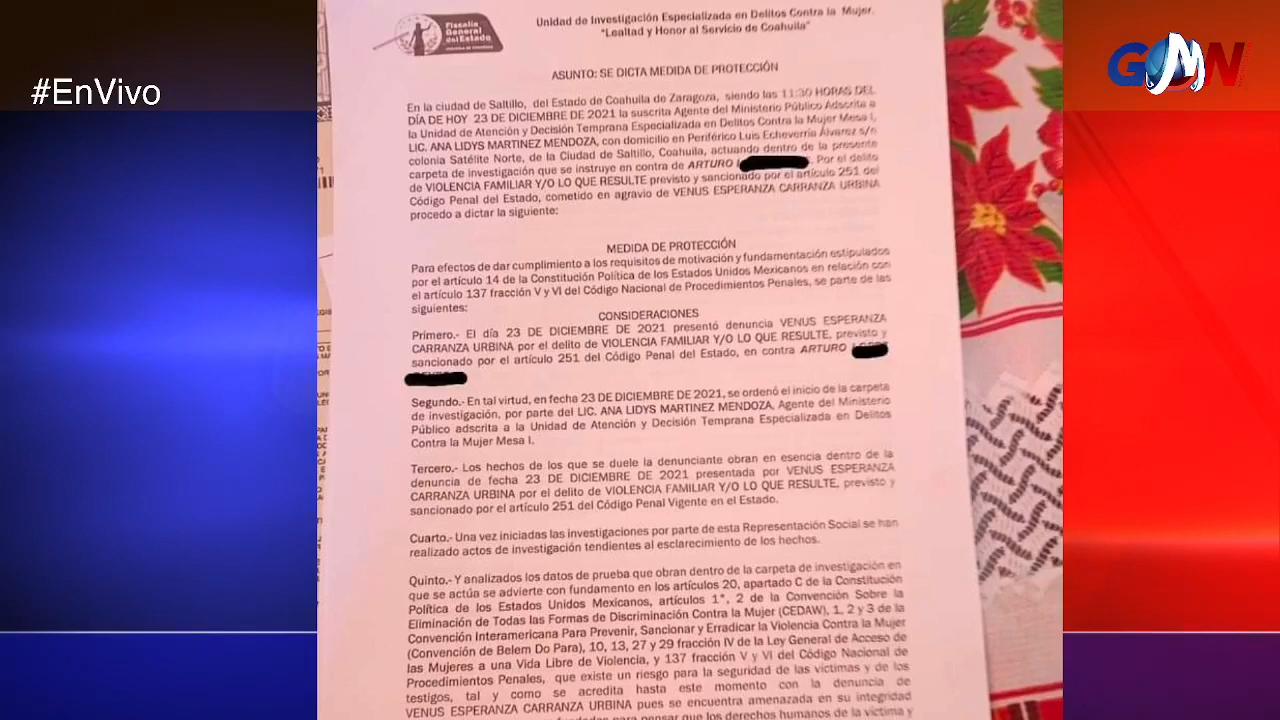 #EnVivo
GMN
Fiscalía
General
del Estado
Unidad de Investigación Especializada en Delitos Contra la Mujer.
"Lealtad y Honor al Servicio de Coahuila"
ASUNTO: SE DICTA MEDIDA DE PROTECCIÓN
En la ciudad de Saltillo, del Estado de Coahuila de Zaragoza, siendo las 11:30 HORAS DEL
DÍA DE HOY 23 DE DICIEMBRE DE 2021 la suscrita Agente del Ministerio Público Adscrita a
la Unidad de Atención y Decisión Temprana Especializada en Delitos Contra la Mujer Mesa I,
LIC. ANA LIDYS MARTINEZ MENDOZA, con domicilio en Periférico Luis Echeverría Álvarez s/n
colonia Satélite Norte, de la Ciudad de Saltillo, Coahuila, actuando dentro de la presente
carpeta de investigación que se instruye en contra de ARTURO . Por el delito
de VIOLENCIA FAMILIAR Y/O LO QUE RESULTE previsto y sancionado por el artículo 251 del
Código Penal del Estado, cometido en agravio de VENUS ESPERANZA CARRANZA URBINA
procedo a dictar la siguiente:
MEDIDA DE PROTECCIÓN
Para efectos de dar cumplimiento a los requisitos de motivación y fundamentación estipulados
por el artículo 14 de la Constitución Política de los Estados Unidos Mexicanos en relación con
el artículo 137 fracción V y VI del Código Nacional de Procedimientos Penales, se parte de las
siguientes:
CONSIDERACIONES
Primero.- El día 23 DE DICIEMBRE DE 2021 presentó denuncia VENUS ESPERANZA
CARRANZA URBINA por el delito de VIOLENCIA FAMILIAR Y/O LO QUE RESULTE, previsto y
sancionado por el artículo 251 del Código Penal del Estado, en contra ARTURO
Segundo.- En tal virtud, en fecha 23 DE DICIEMBRE DE 2021, se ordenó el inicio de la carpeta
de investigación, por parte del LIC. ANA LIDYS MARTINEZ MENDOZA, Agente del Ministerio
Público adscrita a la Unidad de Atención y Decisión Temprana Especializada en Delitos
Contra la Mujer Mesa I.
Tercero.- Los hechos de los que se duele la denunciante obran en esencia dentro de la
denuncia de fecha 23 DE DICIEMBRE DE 2021 presentada por VENUS ESPERANZA
CARRANZA URBINA por el delito de VIOLENCIA FAMILIAR Y/O LO QUE RESULTE, previsto y
sancionado por el artículo 251 del Código Penal Vigente en el Estado.
Cuarto.- Una vez iniciadas las investigaciones por parte de esta Representación Social se han
realizado actos de investigación tendientes al esclarecimiento de los hechos.
Quinto.- Y analizados los datos de prueba que obran dentro de la carpeta de investigación en
que se actúa se advierte con fundamento en los artículos 20, apartado C de la Constitución
Política de los Estados Unidos Mexicanos, artículos 1°, 2 de la Convención Sobre la
Eliminación de Todas las Formas de Discriminación Contra la Mujer (CEDAW), 1, 2 y 3 de la
Convención Interamericana Para Prevenir, Sancionar y Erradicar la Violencia Contra la Mujer
(Convención de Belem Do Para), 10, 13, 27 y 29 fracción IV de la Ley General de Acceso de
las Mujeres a una Vida Libre de Violencia, y 137 fracción V y VI del Código Nacional de
Procedimientos Penales, que existe un riesgo para la seguridad de las víctimas y de los
testigos, tal y como se acredita hasta este momento con la denuncia de
VENUS ESPERANZA CARRANZA URBINA pues se encuentra amenazada en su integridad
para pensar que los derechos humanos de la víctima y